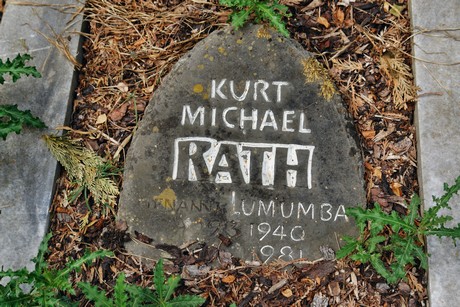 KURT
MICHAEL
RATH
LUMUMBA
1940
1981